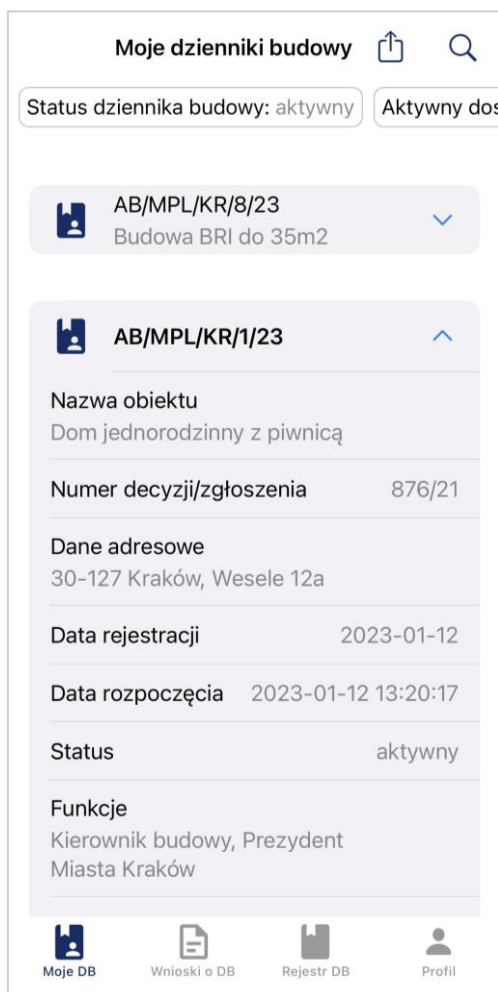 Moje dzienniki budowy
Status dziennika budowy: aktywny
Aktywny dos
AB/MPL/KR/8/23
Budowa BRI do 35m2
AB/MPL/KR/1/23
Nazwa obiektu
Dom jednorodzinny z piwnicą
Numer decyzji/zgłoszenia 876/21
Dane adresowe
30-127 Kraków, Wesele 12a
Data rejestracji 2023-01-12
Data rozpoczęcia 2023-01-12 13:20:17
Status aktywny
Funkcje
Kierownik budowy, Prezydent
Miasta Kraków
Moje DB
Wnioski o DB
Rejestr DB
Profil